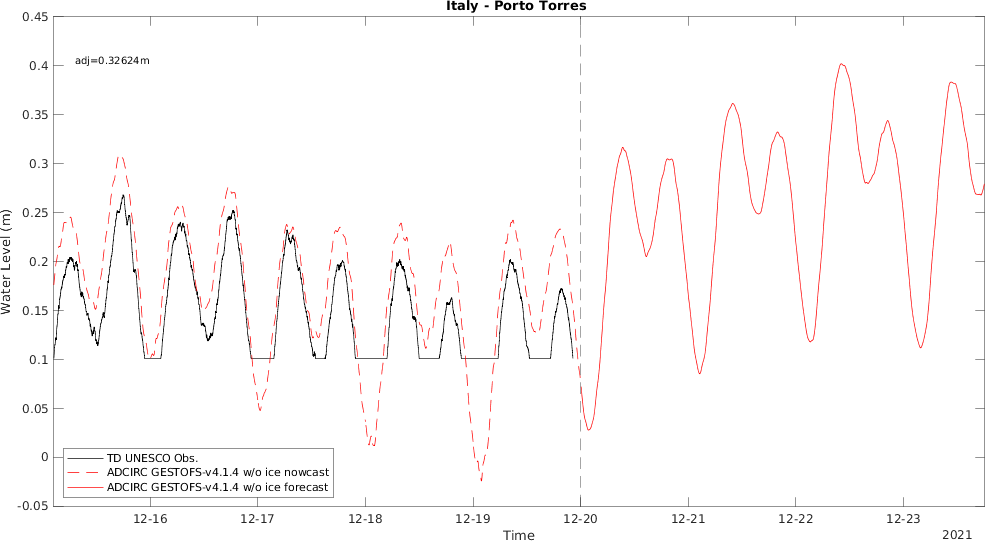 Italy - Porto Torres
0.45
0.4
0.35
0.3
0.25
0.2
0.15
0.1
0.05
0
-0.05
Water Level (m)
adj=0.32624m
TD UNESCO Obs.
ADCIRC GESTOFS-v4.1.4 w/o ice nowcast
ADCIRC GESTOFS-v4.1.4 w/o ice forecast
12-16 12-17 12-18 12-19 12-20 12-21 12-22 12-23
Time
2021